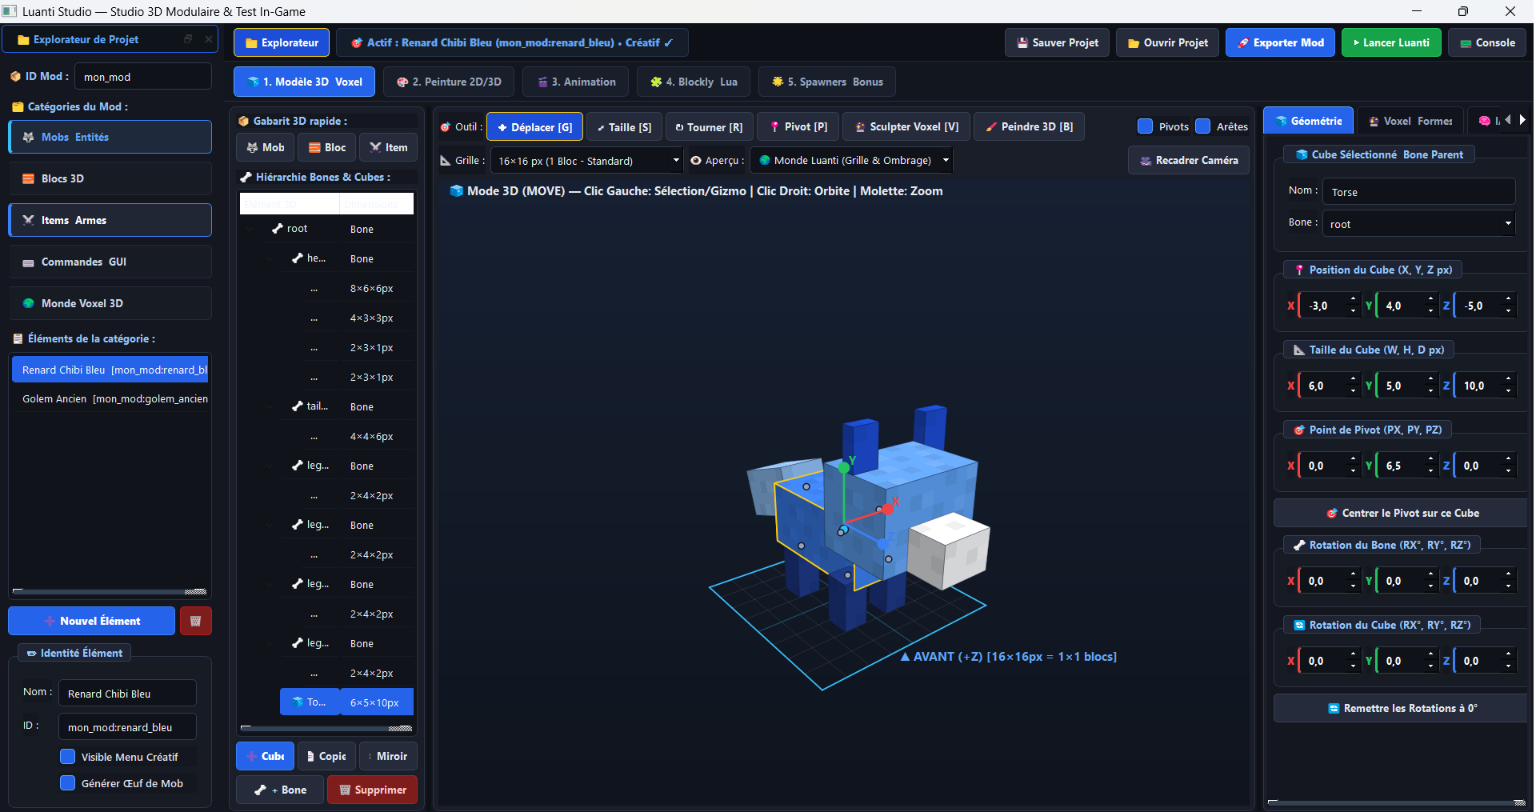 Luanti Studio — Studio 3D Modulaire & Test In-Game
Explorateur de Projet
Explorateur
Actif : Renard Chibi Bleu (mon_mod:renard_bleu) • Créatif ✓
Sauver Projet
Ouvrir Projet
Exporter Mod
Lancer Luanti
Console
ID Mod :
mon_mod
1. Modèle 3D Voxel
2. Peinture 2D/3D
3. Animation
4. Blockly Lua
5. Spawners Bonus
Catégories du Mod :
Mobs Entités
Blocs 3D
Items Armes
Commandes GUI
Monde Voxel 3D
Éléments de la catégorie :
Renard Chibi Bleu [mon_mod:renard_bl
Golem Ancien [mon_mod:golem_ancien
Nouvel Élément
Identité Élément
Nom :
Renard Chibi Bleu
ID :
mon_mod:renard_bleu
Visible Menu Créatif
Générer Œuf de Mob
Gabarit 3D rapide :
Mob
Bloc
Item
Hiérarchie Bones & Cubes :
root Bone
he... Bone
... 8×6×6px
... 4×3×3px
... 2×3×1px
... 2×3×1px
tail... Bone
... 4×4×6px
leg... Bone
... 2×4×2px
leg... Bone
... 2×4×2px
leg... Bone
... 2×4×2px
leg... Bone
... 2×4×2px
To... 6×5×10px
Cube
Copie
Miroir
+ Bone
Supprimer
Outil :
Déplacer [G]
Taille [S]
Tourner [R]
Pivot [P]
Sculpter Voxel [V]
Peindre 3D [B]
Pivots
Arêtes
Grille :
16×16 px (1 Bloc - Standard)
Aperçu :
Monde Luanti (Grille & Ombrage)
Recadrer Caméra
Mode 3D (MOVE) — Clic Gauche: Sélection/Gizmo | Clic Droit: Orbite | Molette: Zoom
Y
X
▲ AVANT (+Z) [16×16px = 1×1 blocs]
Géométrie
Voxel Formes
Cube Sélectionné Bone Parent
Nom :
Torse
Bone :
root
Position du Cube (X, Y, Z px)
X -3,0 Y 4,0 Z -5,0
Taille du Cube (W, H, D px)
X 6,0 Y 5,0 Z 10,0
Point de Pivot (PX, PY, PZ)
X 0,0 Y 6,5 Z 0,0
Centrer le Pivot sur ce Cube
Rotation du Bone (RX°, RY°, RZ°)
X 0,0 Y 0,0 Z 0,0
Rotation du Cube (RX°, RY°, RZ°)
X 0,0 Y 0,0 Z 0,0
Remettre les Rotations à 0°